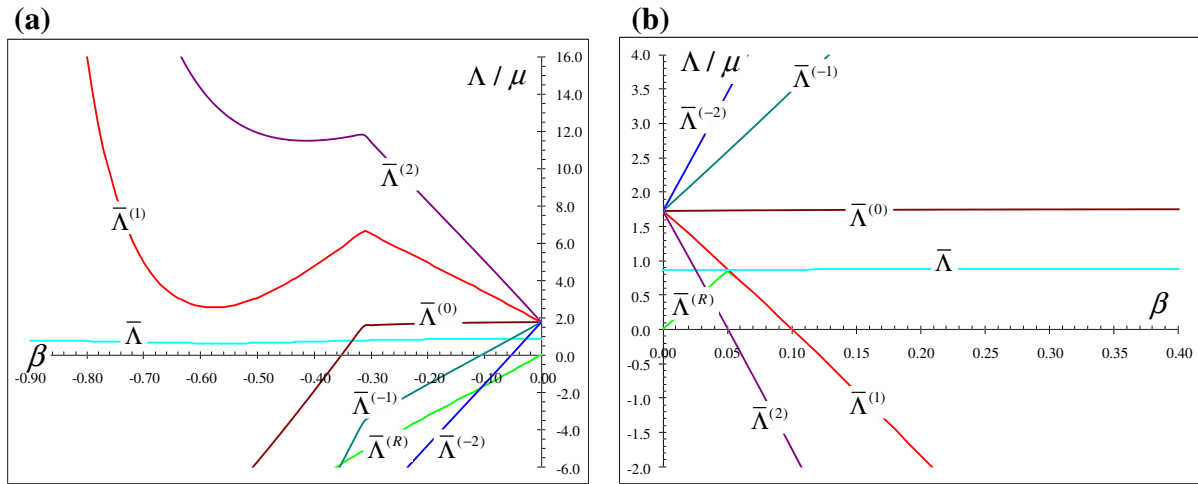 (a)
Λ / μ
16.0
14.0
12.0
10.0
8.0
6.0
4.0
2.0
0.0
-2.0
-4.0
-6.0
Λ̅⁽²⁾
Λ̅⁽¹⁾
Λ̅⁽⁰⁾
Λ̅
β
-0.90 -0.80 -0.70 -0.60 -0.50 -0.40 -0.30 -0.20 -0.10 0.00
Λ̅⁽⁻¹⁾
Λ̅⁽ᴿ⁾
Λ̅⁽⁻²⁾
(b)
Λ / μ
4.0
3.5
3.0
2.5
2.0
1.5
1.0
0.5
0.0
-0.5
-1.0
-1.5
-2.0
Λ̅⁽⁻¹⁾
Λ̅⁽⁻²⁾
Λ̅⁽⁰⁾
Λ̅
Λ̅⁽ᴿ⁾
β
0.00 0.05 0.10 0.15 0.20 0.25 0.30 0.35 0.40
Λ̅⁽²⁾
Λ̅⁽¹⁾